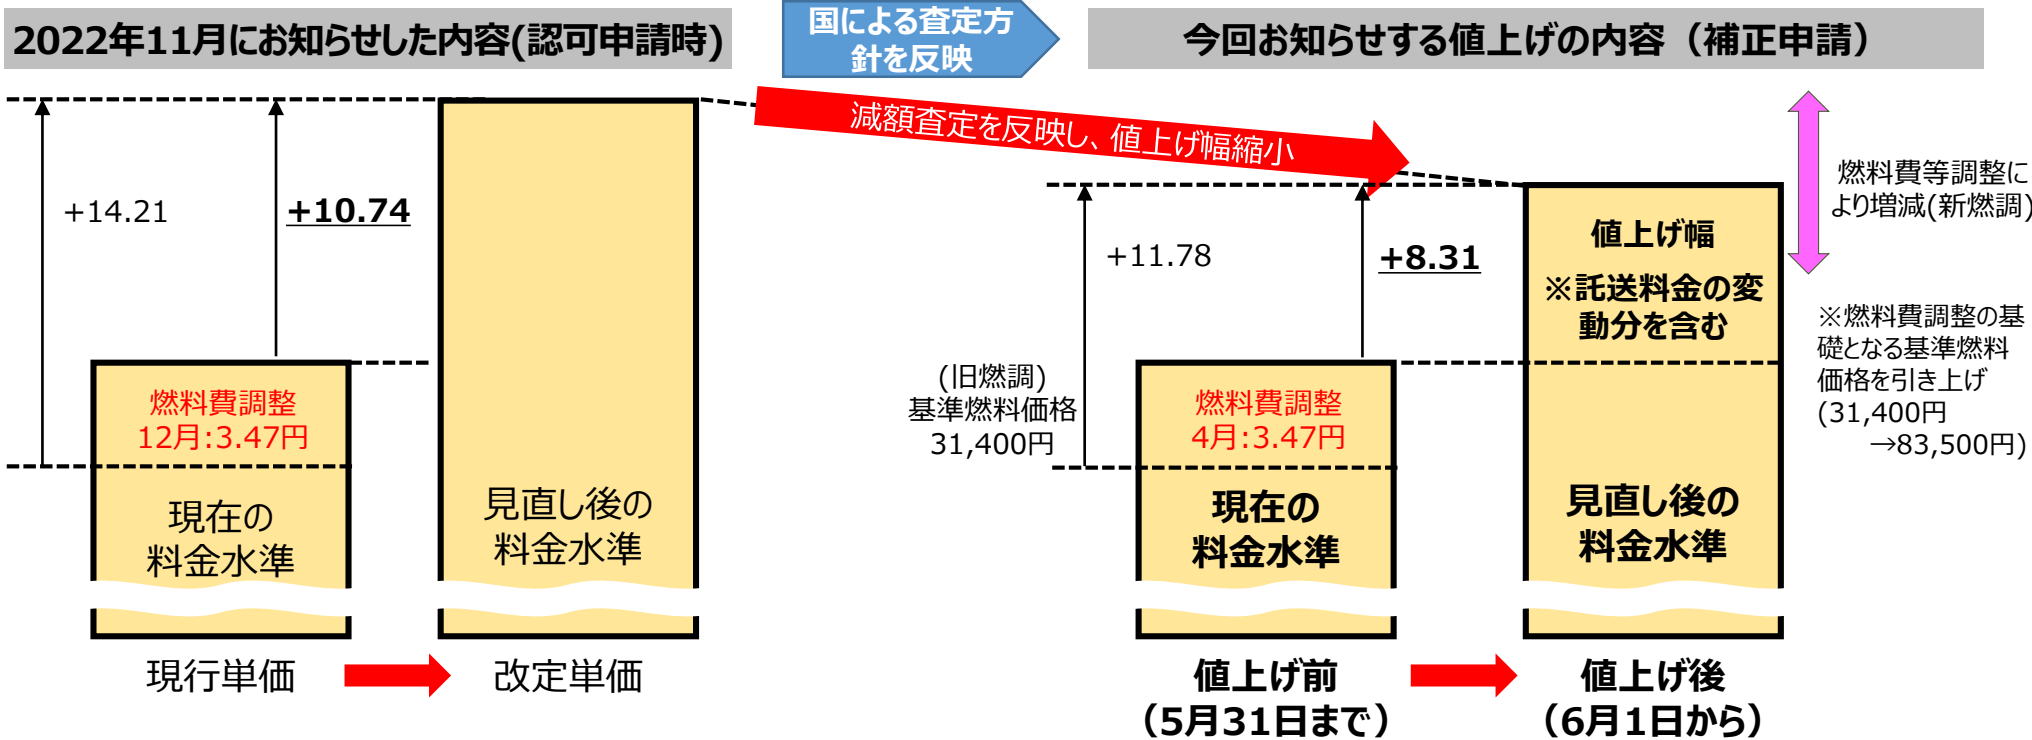 2022年11月にお知らせした内容(認可申請時)
国による査定方
針を反映
今回お知らせする値上げの内容（補正申請）
減額査定を反映し、値上げ幅縮小
+14.21
+10.74
燃料費調整
12月:3.47円
現在の
料金水準
見直し後の
料金水準
現行単価
改定単価
+11.78
+8.31
(旧燃調)
基準燃料価格
31,400円
燃料費調整
4月:3.47円
現在の
料金水準
値上げ幅
※託送料金の変
動分を含む
見直し後の
料金水準
燃料費等調整に
より増減(新燃調)
※燃料費調整の基
礎となる基準燃料
価格を引き上げ
(31,400円
→83,500円)
値上げ前
（5月31日まで）
値上げ後
（6月1日から）